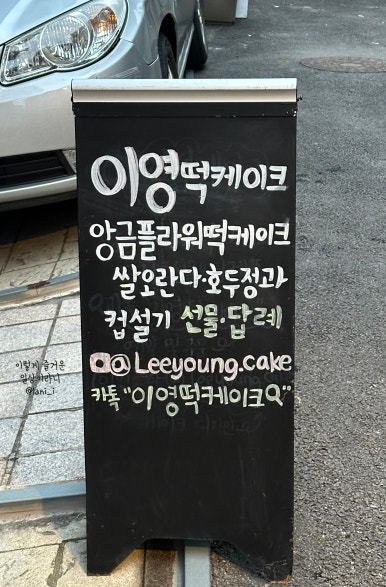 이영떡케이크
앙금플라워떡케이크
쌀오란다·호두정과
컵설기 선물·답례
@Leeyoung.cake
카톡 "이영떡케이크"
이렇게 즐거운
일상이라니
@lani_i